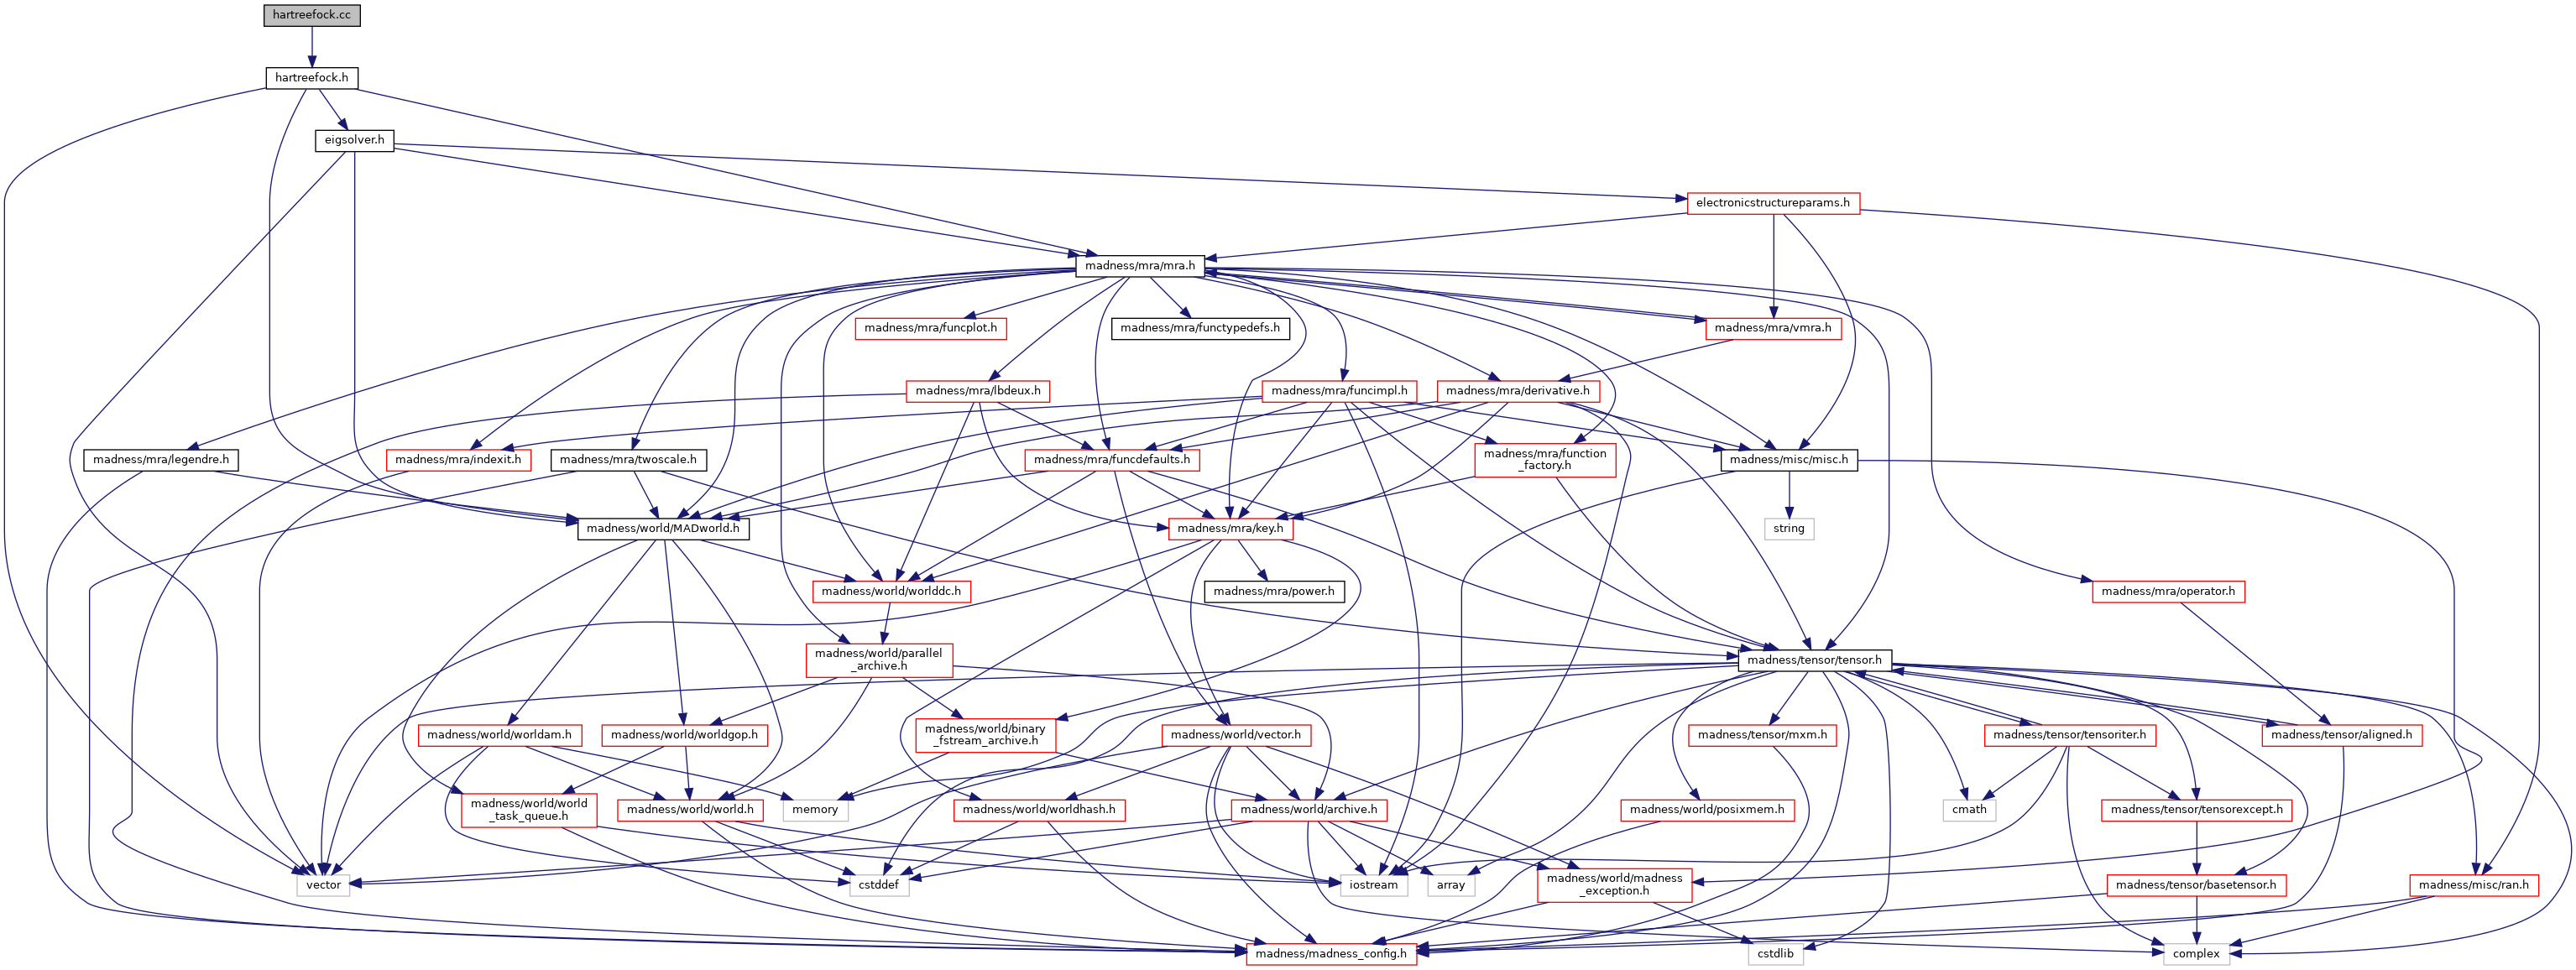 hartreefock.cc
hartreefock.h
eigsolver.h
electronicstructureparams.h
madness/mra/mra.h
madness/mra/funcplot.h
madness/mra/functypedefs.h
madness/mra/vmra.h
madness/mra/lbdeux.h
madness/mra/funcimpl.h
madness/mra/derivative.h
madness/mra/legendre.h
madness/mra/indexit.h
madness/mra/twoscale.h
madness/mra/funcdefaults.h
madness/mra/function
_factory.h
madness/misc/misc.h
madness/world/MADworld.h
madness/mra/key.h
string
madness/world/worlddc.h
madness/mra/power.h
madness/mra/operator.h
madness/world/parallel
_archive.h
madness/tensor/tensor.h
madness/world/worldam.h
madness/world/worldgop.h
madness/world/binary
_fstream_archive.h
madness/world/vector.h
madness/tensor/mxm.h
madness/tensor/tensoriter.h
madness/tensor/aligned.h
madness/world/world
_task_queue.h
madness/world/world.h
memory
madness/world/worldhash.h
madness/world/archive.h
madness/world/posixmem.h
cmath
madness/tensor/tensorexcept.h
vector
cstddef
iostream
array
madness/world/madness
_exception.h
madness/tensor/basetensor.h
madness/misc/ran.h
madness/madness_config.h
cstdlib
complex